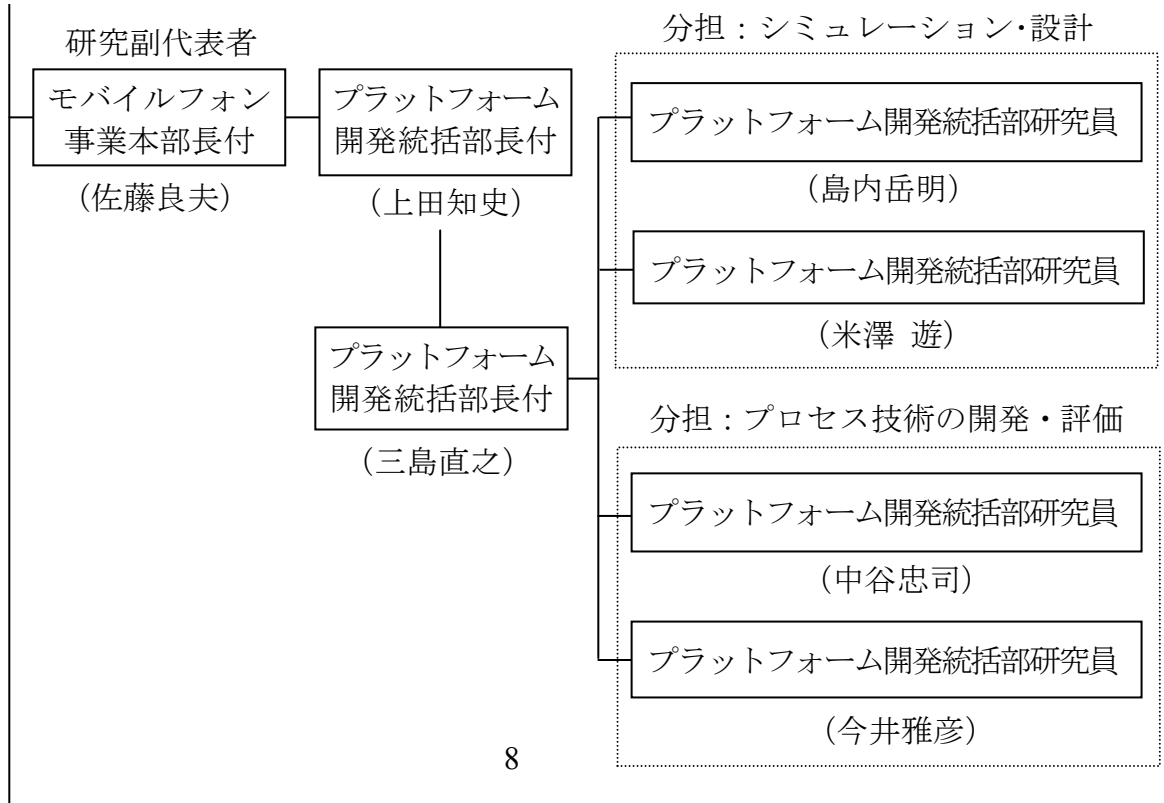 研究副代表者
モバイルフォン
事業本部長付
(佐藤良夫)
プラットフォーム
開発統括部長付
(上田知史)
プラットフォーム
開発統括部長付
(三島直之)
分担：シミュレーション･設計
プラットフォーム開発統括部研究員
(島内岳明)
プラットフォーム開発統括部研究員
(米澤 遊)
分担：プロセス技術の開発・評価
プラットフォーム開発統括部研究員
(中谷忠司)
プラットフォーム開発統括部研究員
(今井雅彦)
8